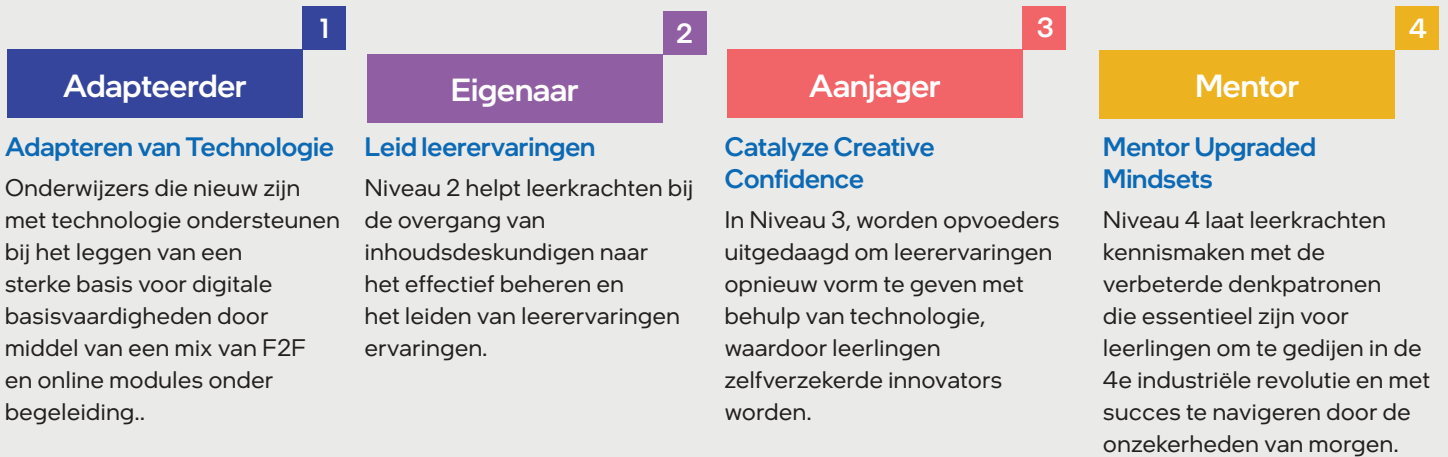 1
Adapteerder
Adapteren van Technologie
Onderwijzers die nieuw zijn
met technologie ondersteunen
bij het leggen van een
sterke basis voor digitale
basisvaardigheden door
middel van een mix van F2F
en online modules onder
begeleiding..
2
Eigenaar
Leid leerervaringen
Niveau 2 helpt leerkrachten bij
de overgang van
inhoudsdeskundigen naar
het effectief beheren en
het leiden van leerervaringen
ervaringen.
3
Aanjager
Catalyze Creative
Confidence
In Niveau 3, worden opvoeders
uitgedaagd om leerervaringen
opnieuw vorm te geven met
behulp van technologie,
waardoor leerlingen
zelfverzekerde innovators
worden.
4
Mentor
Mentor Upgraded
Mindsets
Niveau 4 laat leerkrachten
kennismaken met de
verbeterde denkpatronen
die essentieel zijn voor
leerlingen om te gedijen in de
4e industriële revolutie en met
succes te navigeren door de
onzekerheden van morgen.